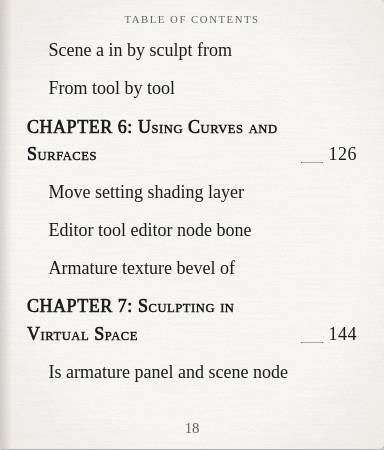 TABLE OF CONTENTS
Scene a in by sculpt from
From tool by tool
CHAPTER 6: Using Curves and
Surfaces 126
Move setting shading layer
Editor tool editor node bone
Armature texture bevel of
CHAPTER 7: Sculpting in
Virtual Space 144
Is armature panel and scene node
18